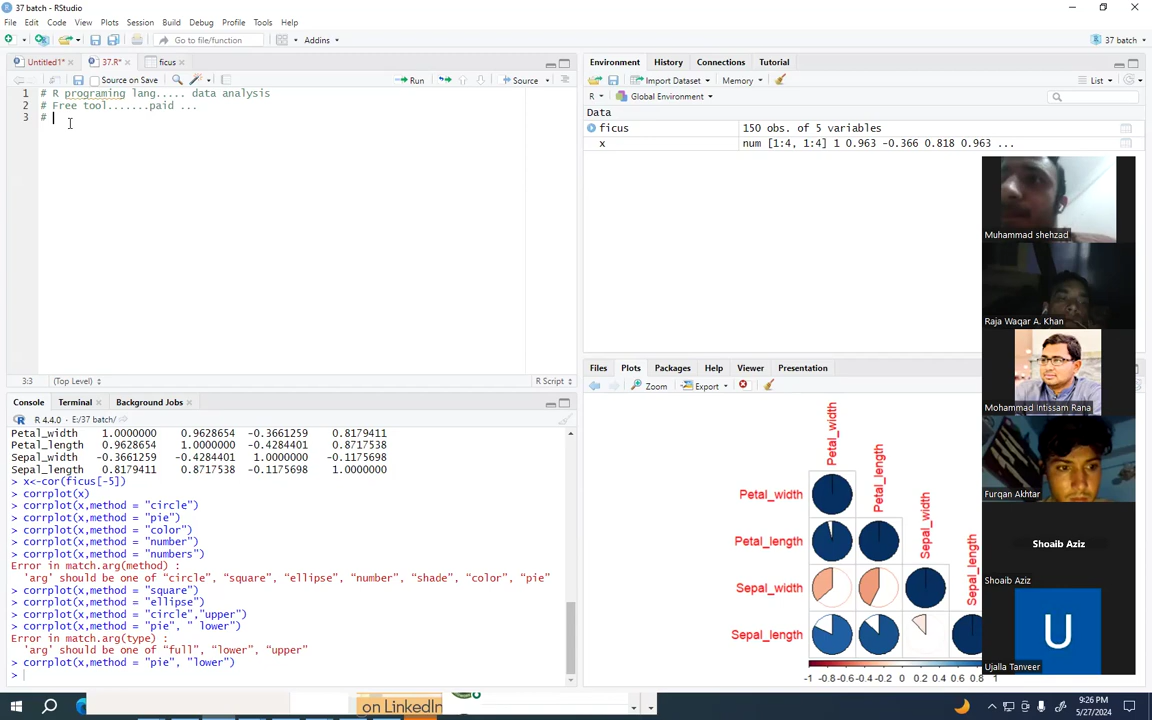 37 batch - RStudio
File Edit Code View Plots Session Build Debug Profile Tools Help
Go to file/function Addins 37 batch
Untitled1* 37.R* ficus
Source on Save Run Source
1 # R programing lang..... data analysis
2 # Free tool.......paid ...
3 #
3:3 (Top Level) R Script
Console Terminal Background Jobs
R 4.4.0 · E:/37 batch/
Petal_width 1.0000000 0.9628654 -0.3661259 0.8179411
Petal_length 0.9628654 1.0000000 -0.4284401 0.8717538
Sepal_width -0.3661259 -0.4284401 1.0000000 -0.1175698
Sepal_length 0.8179411 0.8717538 -0.1175698 1.0000000
> x<-cor(ficus[-5])
> corrplot(x)
> corrplot(x,method = "circle")
> corrplot(x,method = "pie")
> corrplot(x,method = "color")
> corrplot(x,method = "number")
> corrplot(x,method = "numbers")
Error in match.arg(method) :
'arg' should be one of “circle”, “square”, “ellipse”, “number”, “shade”, “color”, “pie”
> corrplot(x,method = "square")
> corrplot(x,method = "ellipse")
> corrplot(x,method = "circle","upper")
> corrplot(x,method = "pie", " lower")
Error in match.arg(type) :
'arg' should be one of “full”, “lower”, “upper”
> corrplot(x,method = "pie", "lower")
>
Environment History Connections Tutorial
Import Dataset Memory List
R Global Environment
Data
ficus 150 obs. of 5 variables
x num [1:4, 1:4] 1 0.963 -0.366 0.818 0.963 ...
Files Plots Packages Help Viewer Presentation
Zoom Export
Petal_width
Petal_length
Sepal_width
Sepal_length
Petal_width
Petal_length
Sepal_width
Sepal_length
-1 -0.8 -0.6 -0.4 -0.2 0 0.2 0.4 0.6 0.8 1
Muhammad shehzad
Raja Waqar A. Khan
Mohammad Intissam Rana
Furqan Akhtar
Shoaib Aziz
Shoaib Aziz
U
Ujalla Tanveer
on LinkedIn
9:26 PM
5/27/2024